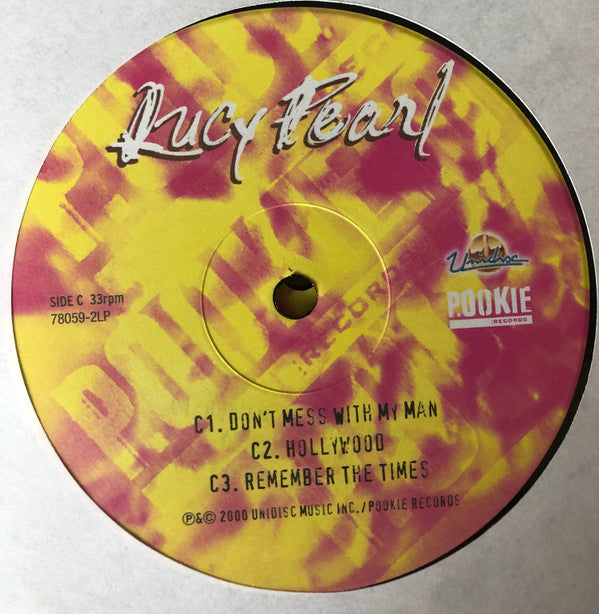 Lucy Pearl
Unidisc
SIDE C 33rpm
78059-2LP
POOKIE
RECORDS
RECORDS
C1. DON'T MESS WITH MY MAN
C2. HOLLYWOOD
C3. REMEMBER THE TIMES
℗&© 2000 UNIDISC MUSIC INC./POOKIE RECORDS